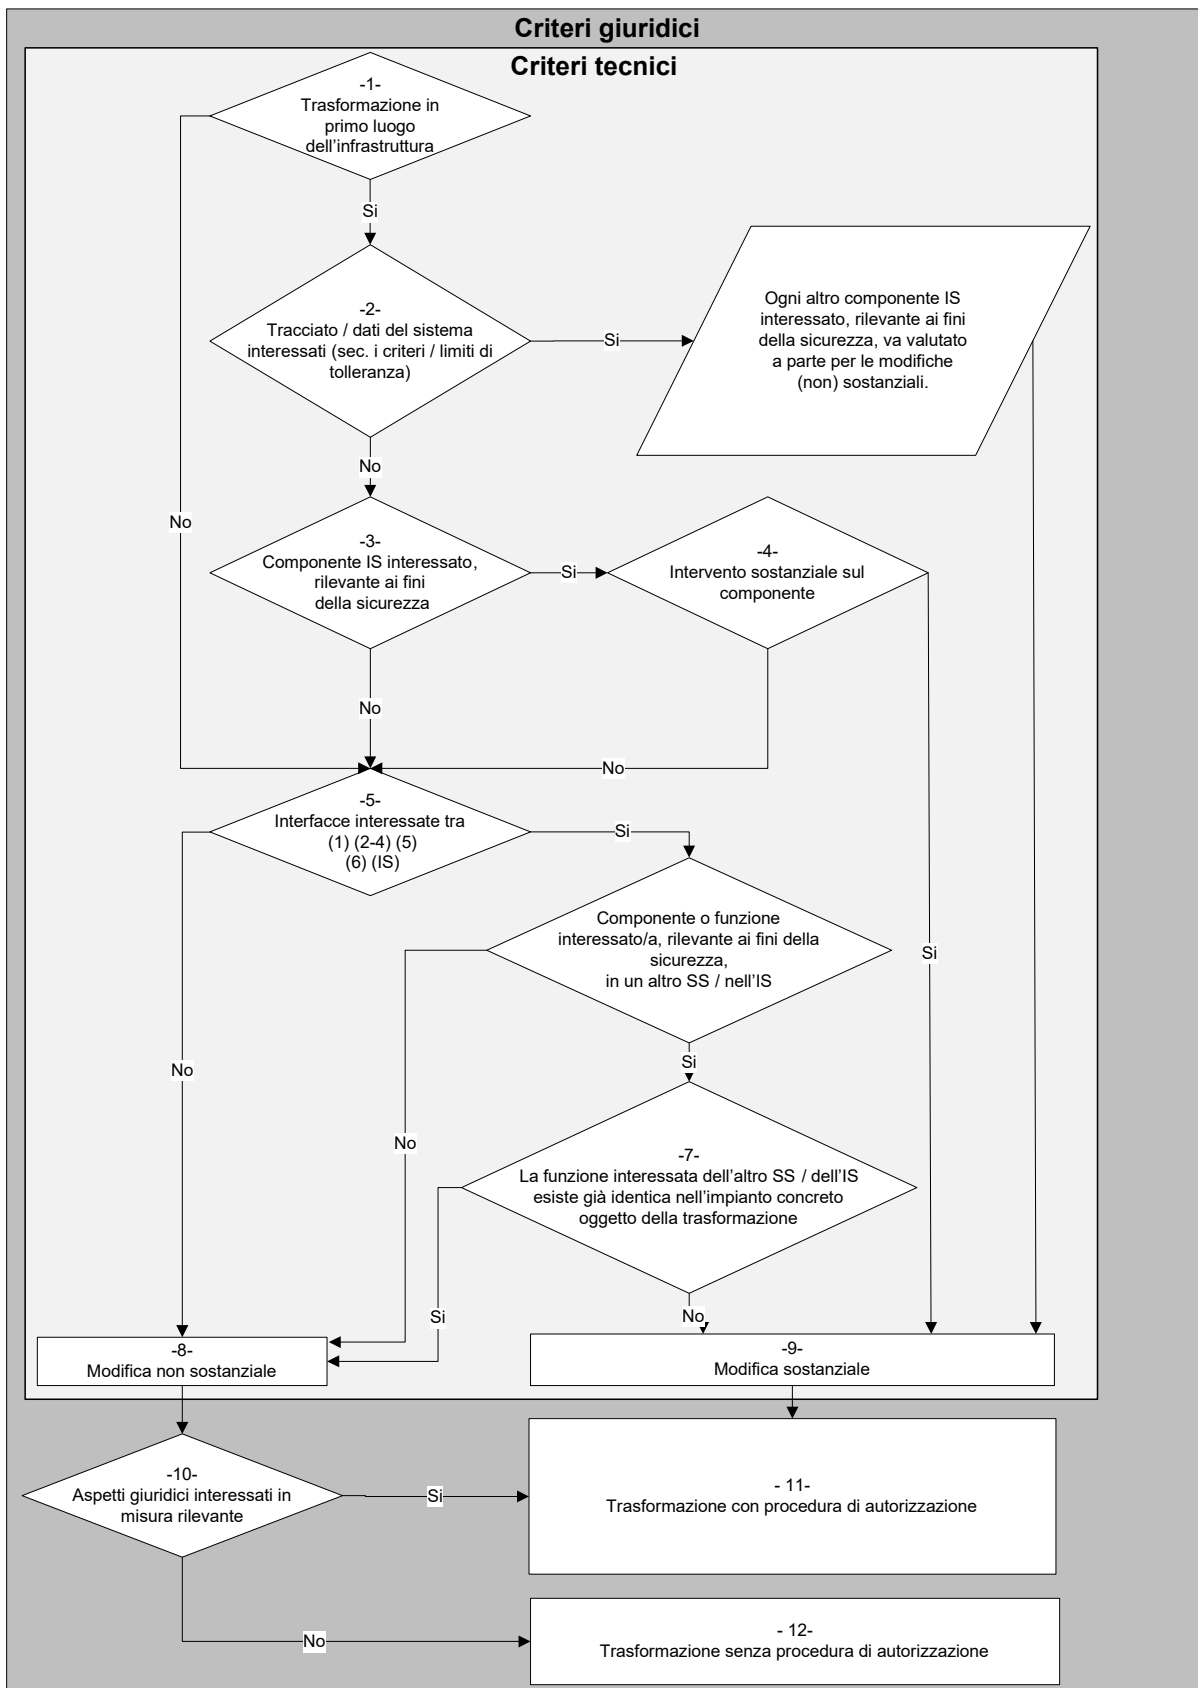 Criteri giuridici
Criteri tecnici
-1-
Trasformazione in
primo luogo
dell'infrastruttura
Si
-2-
Tracciato / dati del sistema
interessati (sec. i criteri / limiti di
tolleranza)
Si
Ogni altro componente IS
interessato, rilevante ai fini
della sicurezza, va valutato
a parte per le modifiche
(non) sostanziali.
No
No
-3-
Componente IS interessato,
rilevante ai fini
della sicurezza
Si
-4-
Intervento sostanziale sul
componente
No
No
-5-
Interfacce interessate tra
(1) (2-4) (5)
(6) (IS)
Si
Componente o funzione
interessato/a, rilevante ai fini della
sicurezza,
in un altro SS / nell'IS
Si
No
Si
No
-7-
La funzione interessata dell'altro SS / dell'IS
esiste già identica nell'impianto concreto
oggetto della trasformazione
Si
No
-8-
Modifica non sostanziale
-9-
Modifica sostanziale
-10-
Aspetti giuridici interessati in
misura rilevante
Si
- 11-
Trasformazione con procedura di autorizzazione
No
- 12-
Trasformazione senza procedura di autorizzazione